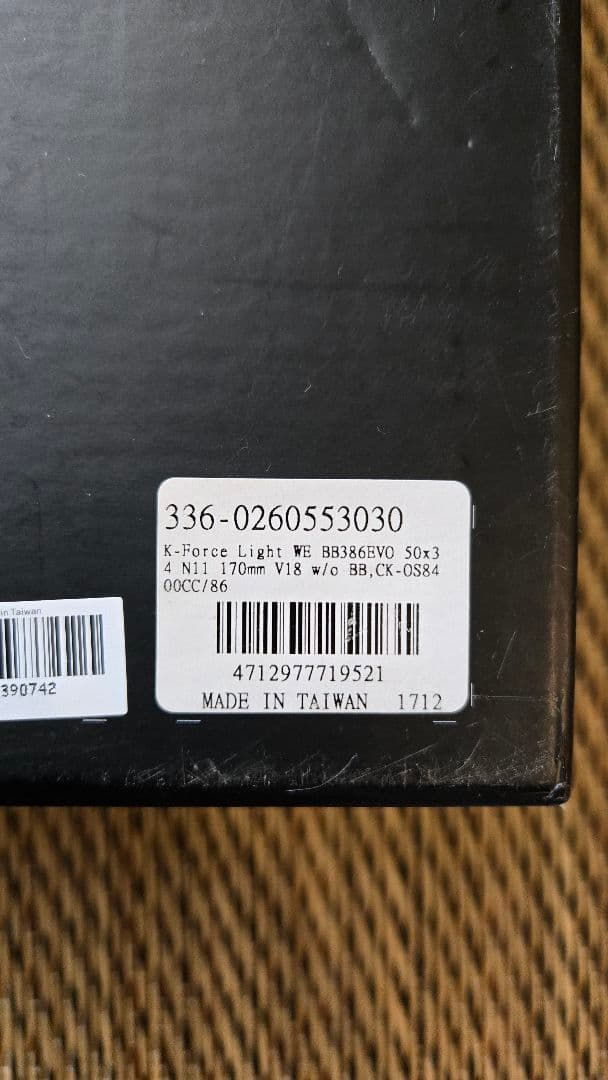 336-0260553030
K-Force Light WE BB386EVO 50x3
4 N11 170mm V18 w/o BB,CK-OS84
00CC/86
4712977719521
MADE IN TAIWAN 1712
in Taiwan
390742